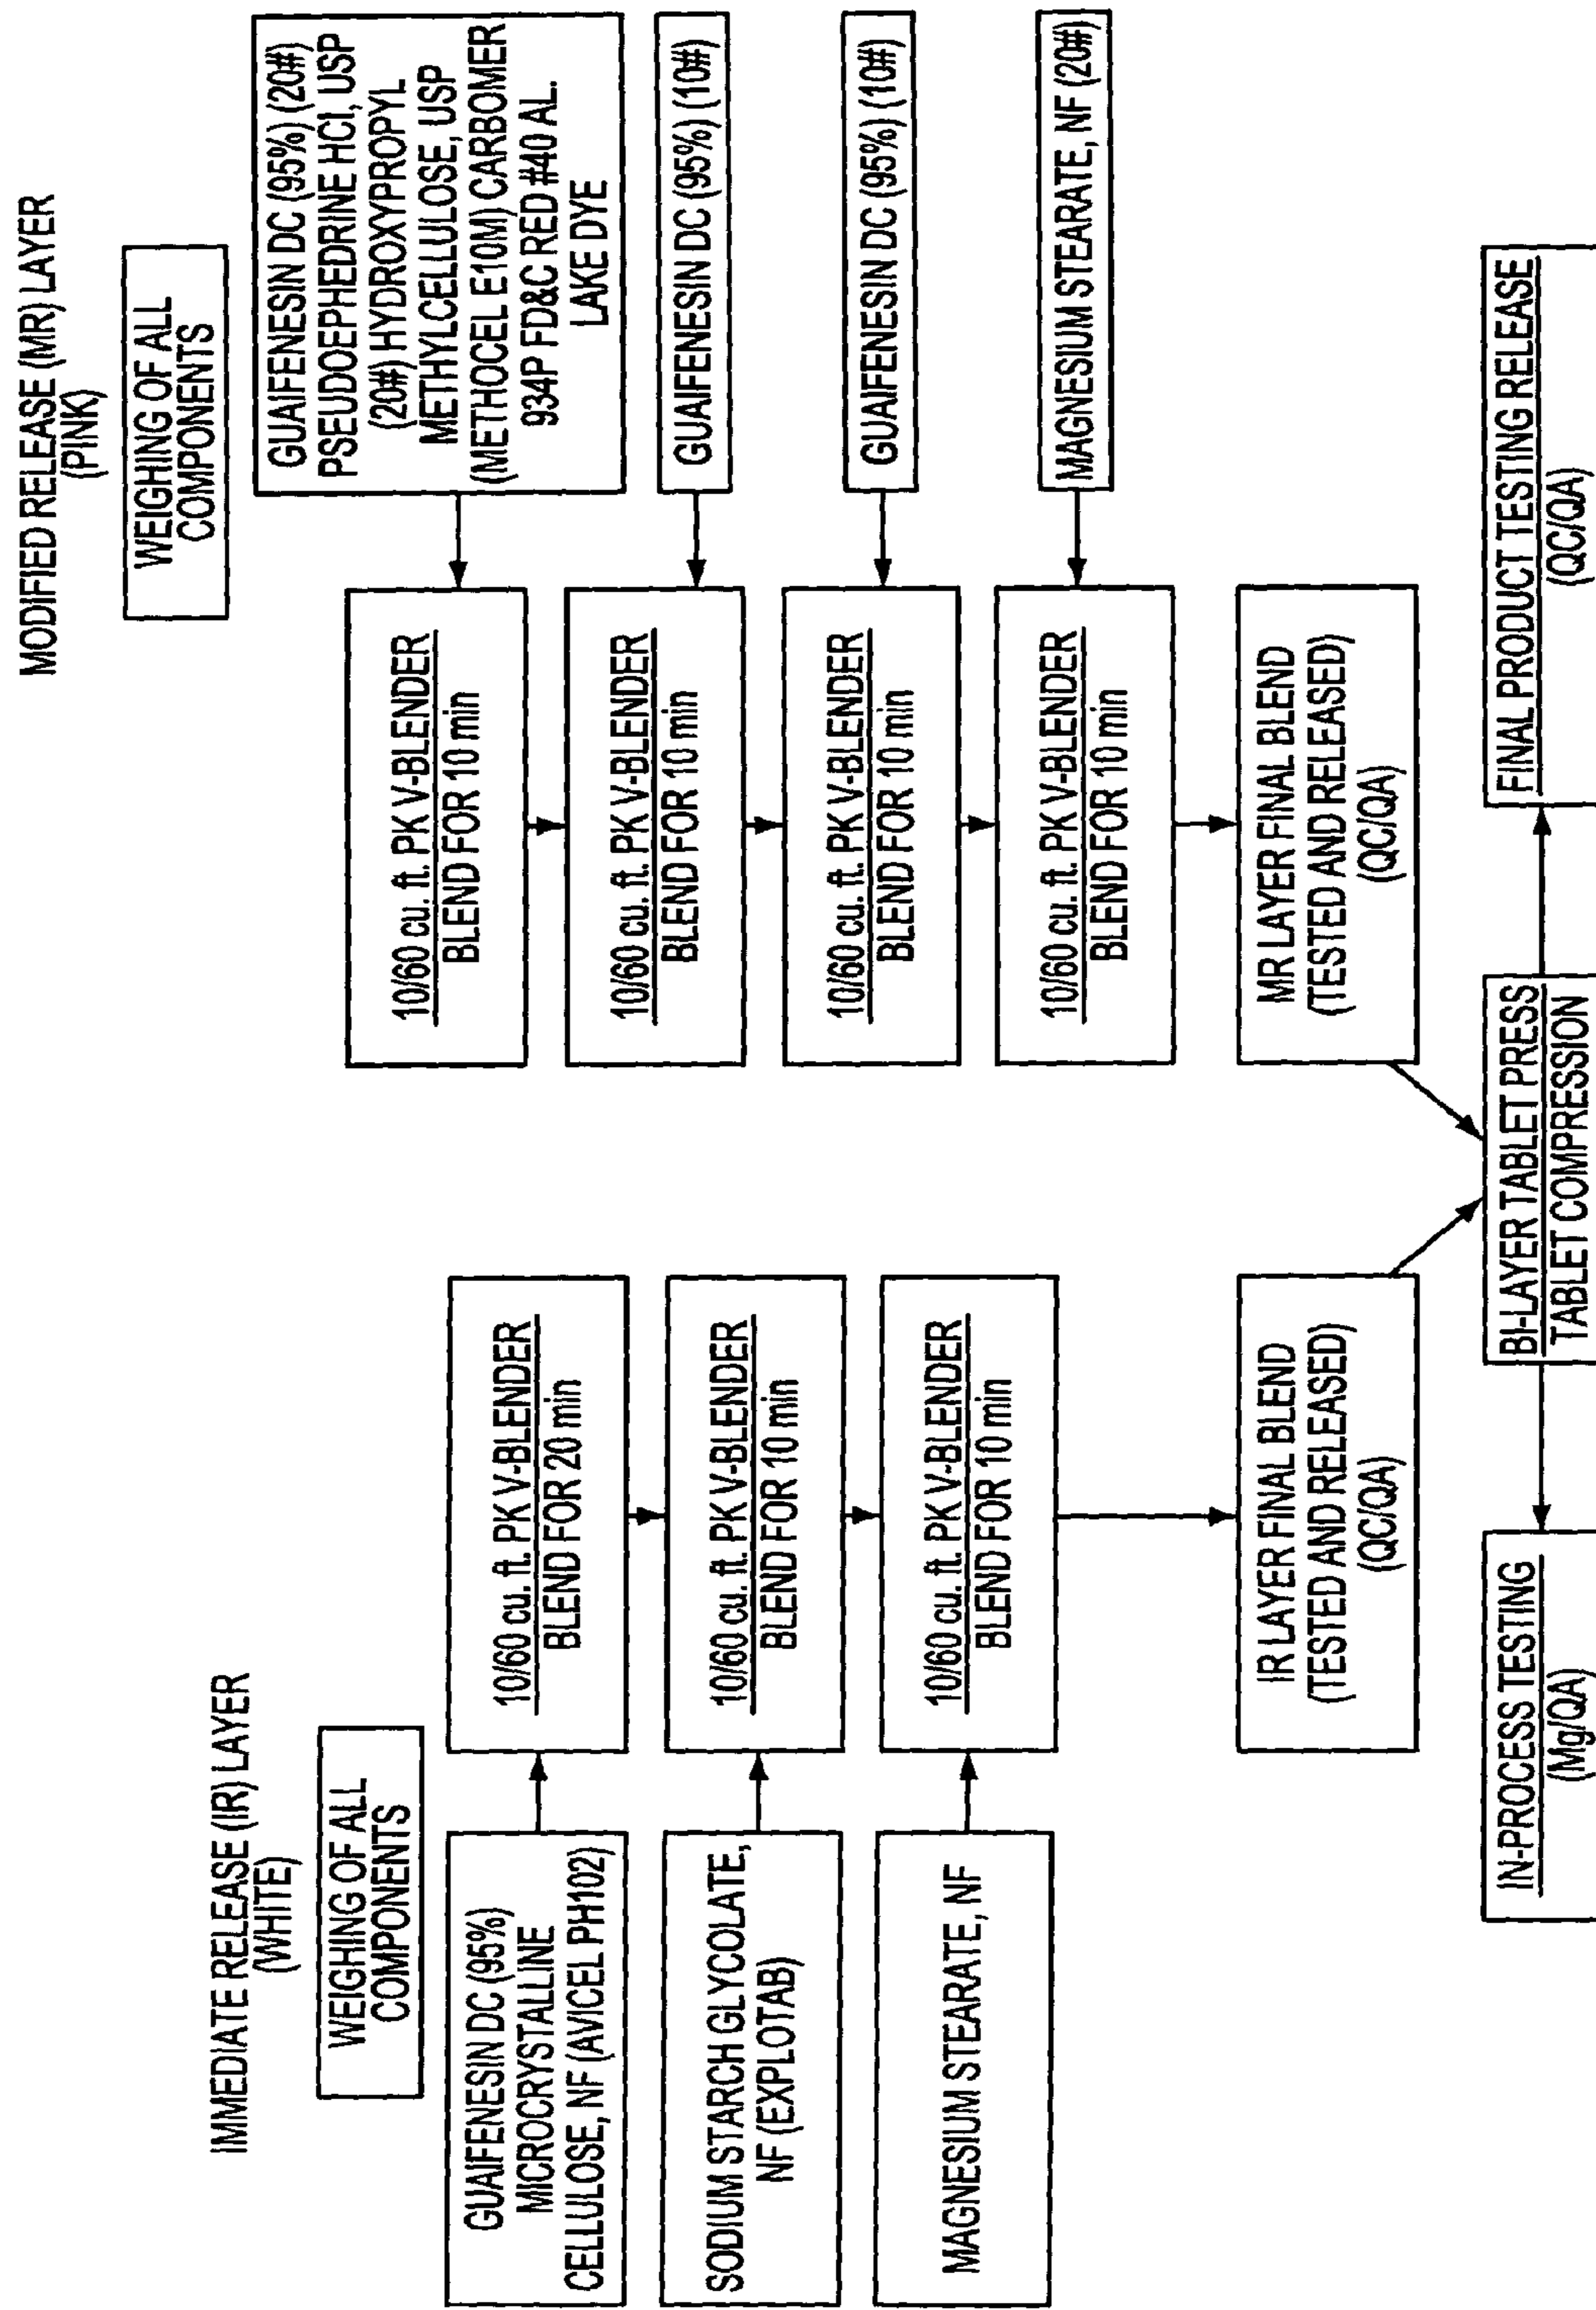 IMMEDIATE RELEASE (IR) LAYER
(WHITE)
WEIGHING OF ALL
COMPONENTS
GUAIFENESIN DC (95%)
MICROCRYSTALLINE
CELLULOSE, NF (AVICEL PH102)
10/60 cu. ft. PK V-BLENDER
BLEND FOR 20 min
SODIUM STARCH GLYCOLATE,
NF (EXPLOTAB)
10/60 cu. ft. PK V-BLENDER
BLEND FOR 10 min
MAGNESIUM STEARATE, NF
10/60 cu. ft. PK V-BLENDER
BLEND FOR 10 min
IR LAYER FINAL BLEND
(TESTED AND RELEASED)
(QC/QA)
MODIFIED RELEASE (MR) LAYER
(PINK)
WEIGHING OF ALL
COMPONENTS
GUAIFENESIN DC (95%) (20#)
PSEUDOEPHEDRINE HCl, USP
(20#) HYDROXYPROPYL
METHYLCELLULOSE, USP
(METHOCEL E10M) CARBOMER
934P FD&C RED #40 AL.
LAKE DYE
10/60 cu. ft. PK V-BLENDER
BLEND FOR 10 min
GUAIFENESIN DC (95%) (10#)
10/60 cu. ft. PK V-BLENDER
BLEND FOR 10 min
GUAIFENESIN DC (95%) (10#)
10/60 cu. ft. PK V-BLENDER
BLEND FOR 10 min
MAGNESIUM STEARATE, NF (20#)
10/60 cu. ft. PK V-BLENDER
BLEND FOR 10 min
MR LAYER FINAL BLEND
(TESTED AND RELEASED)
(QC/QA)
IN-PROCESS TESTING
(Mg/QA)
BI-LAYER TABLET PRESS
TABLET COMPRESSION
FINAL PRODUCT TESTING RELEASE
(QC/QA)